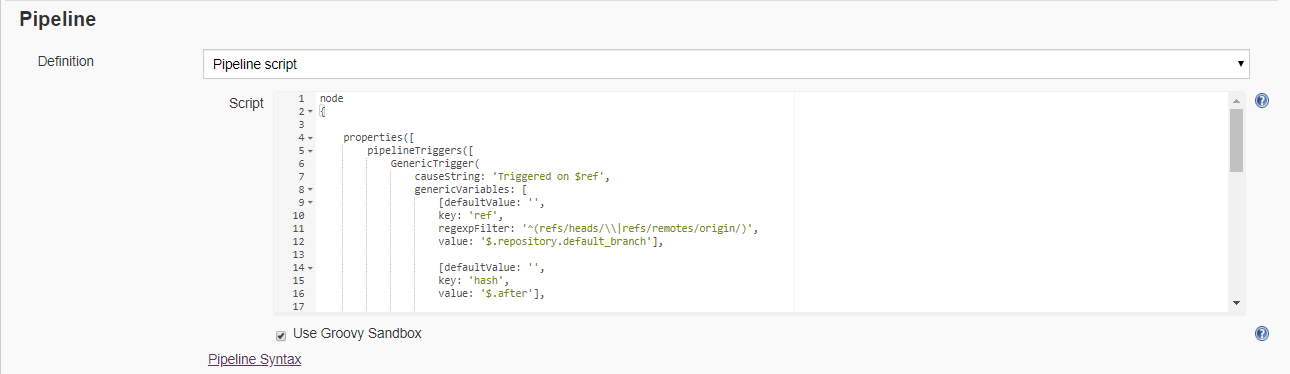 Pipeline
Definition
Pipeline script
Script
1 node
2 {
3
4 properties([
5 pipelineTriggers([
6 GenericTrigger(
7 causeString: 'Triggered on $ref',
8 genericVariables: [
9 [defaultValue: '',
10 key: 'ref',
11 regexpFilter: '^(refs/heads/\\|refs/remotes/origin/)',
12 value: '$.repository.default_branch'],
13
14 [defaultValue: '',
15 key: 'hash',
16 value: '$.after'],
17
Use Groovy Sandbox
Pipeline Syntax